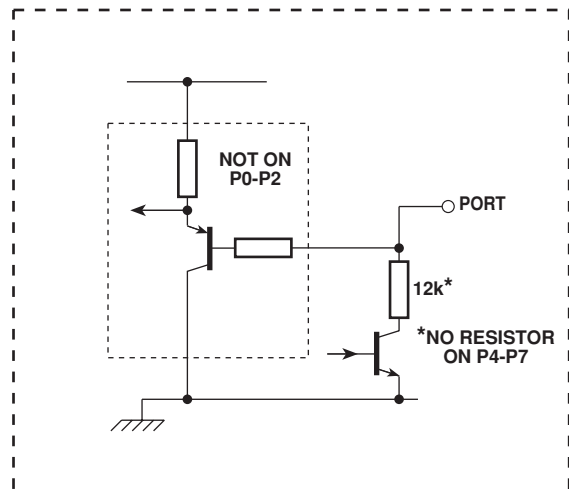 NOT ON
P0-P2
PORT
12k*
*NO RESISTOR
ON P4-P7